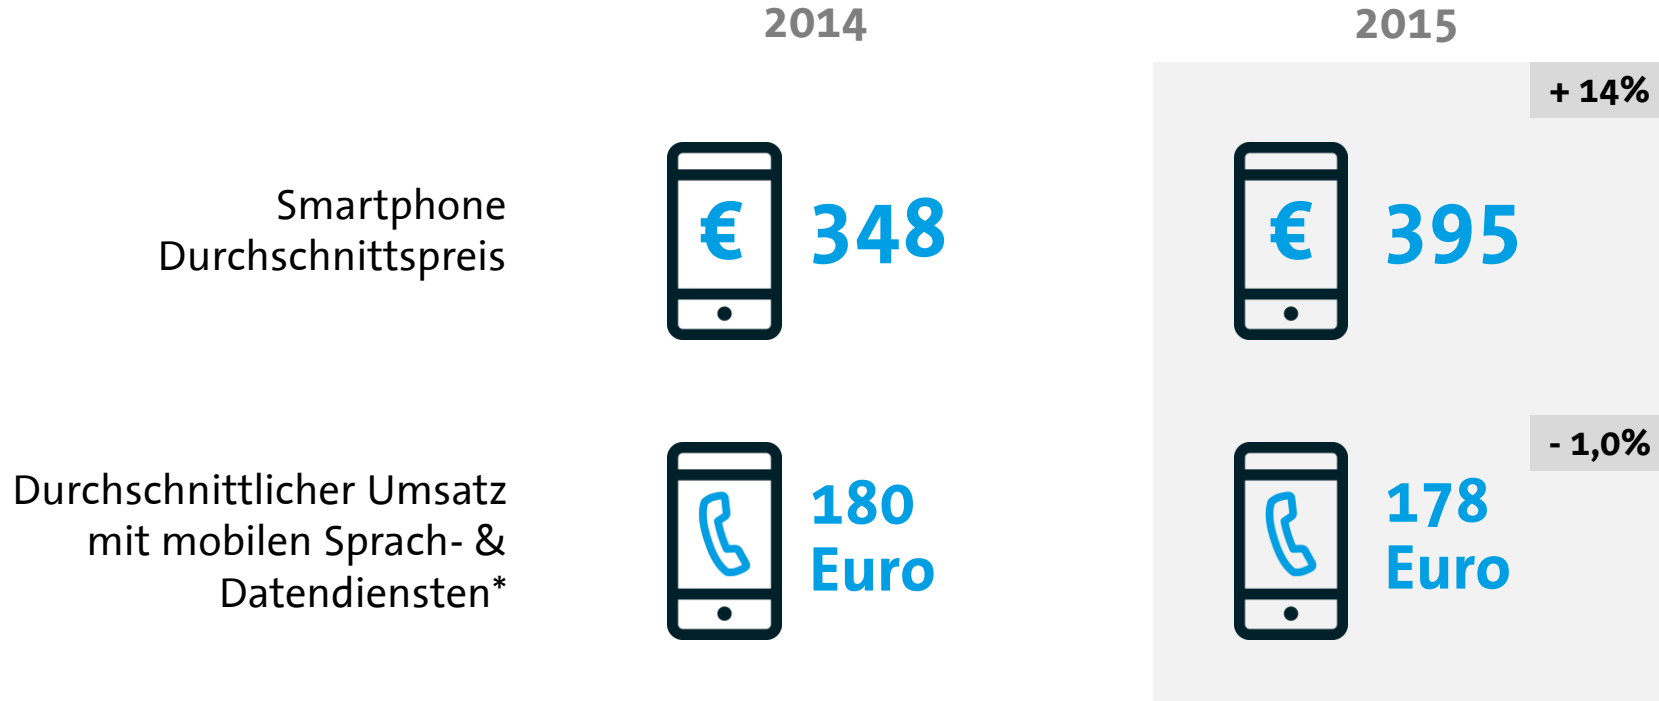 2014
2015
+ 14%
Smartphone
Durchschnittspreis
€ 348
€ 395
- 1,0%
Durchschnittlicher Umsatz
mit mobilen Sprach- &
Datendiensten*
180
Euro
178
Euro